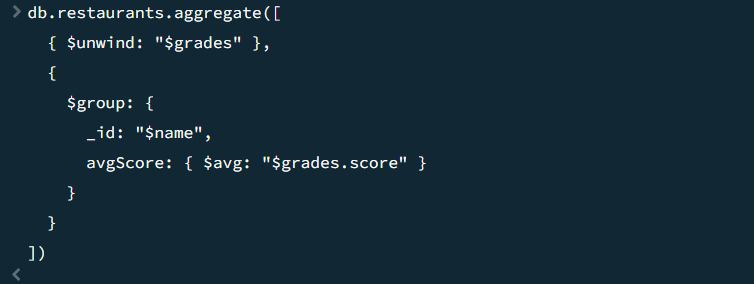 > db.restaurants.aggregate([
{ $unwind: "$grades" },
{
$group: {
_id: "$name",
avgScore: { $avg: "$grades.score" }
}
}
])
<